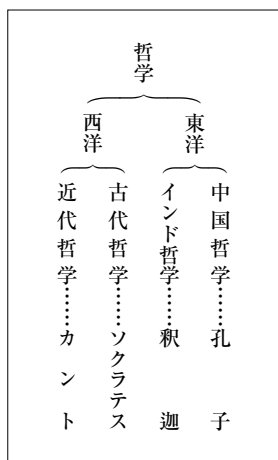 哲学
東洋
西洋
中国哲学……孔子
インド哲学……釈迦
古代哲学……ソクラテス
近代哲学……カント